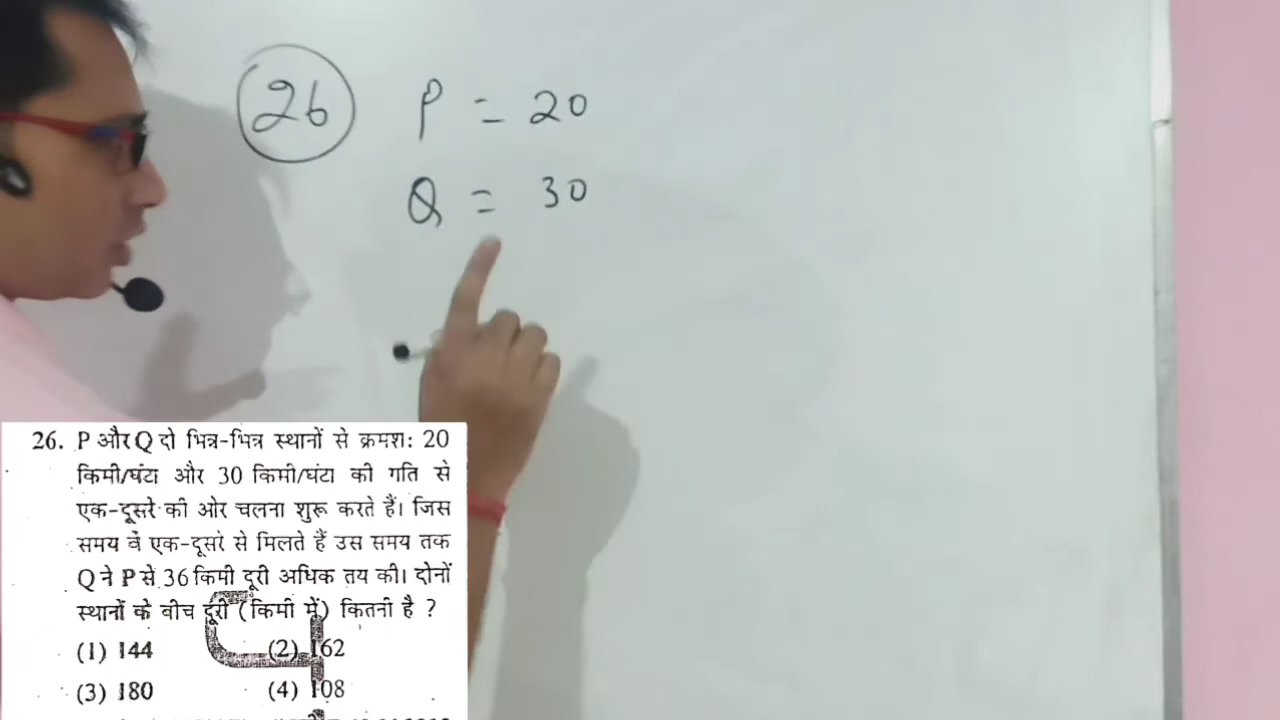 26 P = 20
Q = 30
26. P और Q दो भिन्न-भिन्न स्थानों से क्रमश: 20
किमी/घंटा और 30 किमी/घंटा की गति से
एक-दूसरे की ओर चलना शुरू करते हैं। जिस
समय वे एक-दूसरे से मिलते हैं उस समय तक
Q ने P से 36 किमी दूरी अधिक तय की। दोनों
स्थानों के बीच दूरी (किमी में) कितनी है ?
(1) 144 (2) 162
(3) 180 (4) 108